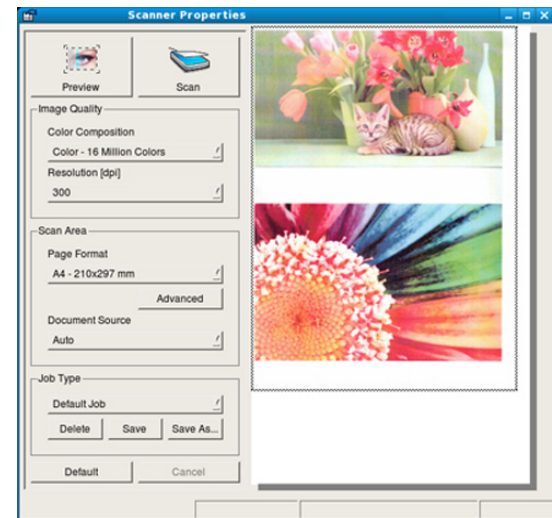 Scanner Properties
Preview
Scan
Image Quality
Color Composition
Color - 16 Million Colors
Resolution [dpi]
300
Scan Area
Page Format
A4 - 210x297 mm
Advanced
Document Source
Auto
Job Type
Default Job
Delete
Save
Save As...
Default
Cancel